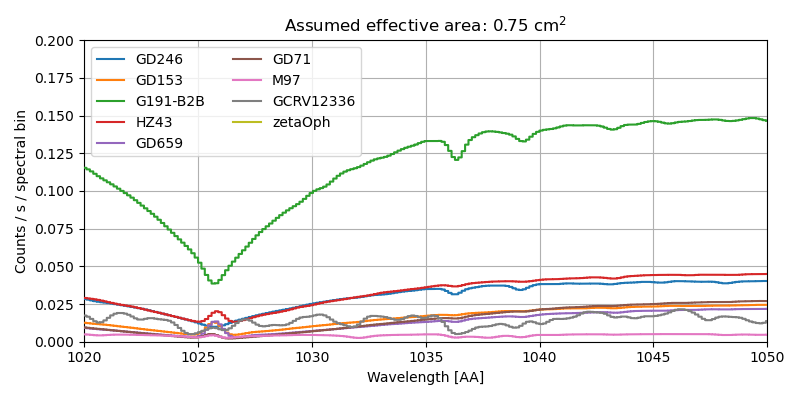 Assumed effective area: 0.75 cm²
0.200
0.175
0.150
0.125
0.100
0.075
0.050
0.025
0.000
Counts / s / spectral bin
GD246
GD153
G191-B2B
HZ43
GD659
GD71
M97
GCRV12336
zetaOph
1020 1025 1030 1035 1040 1045 1050
Wavelength [AA]